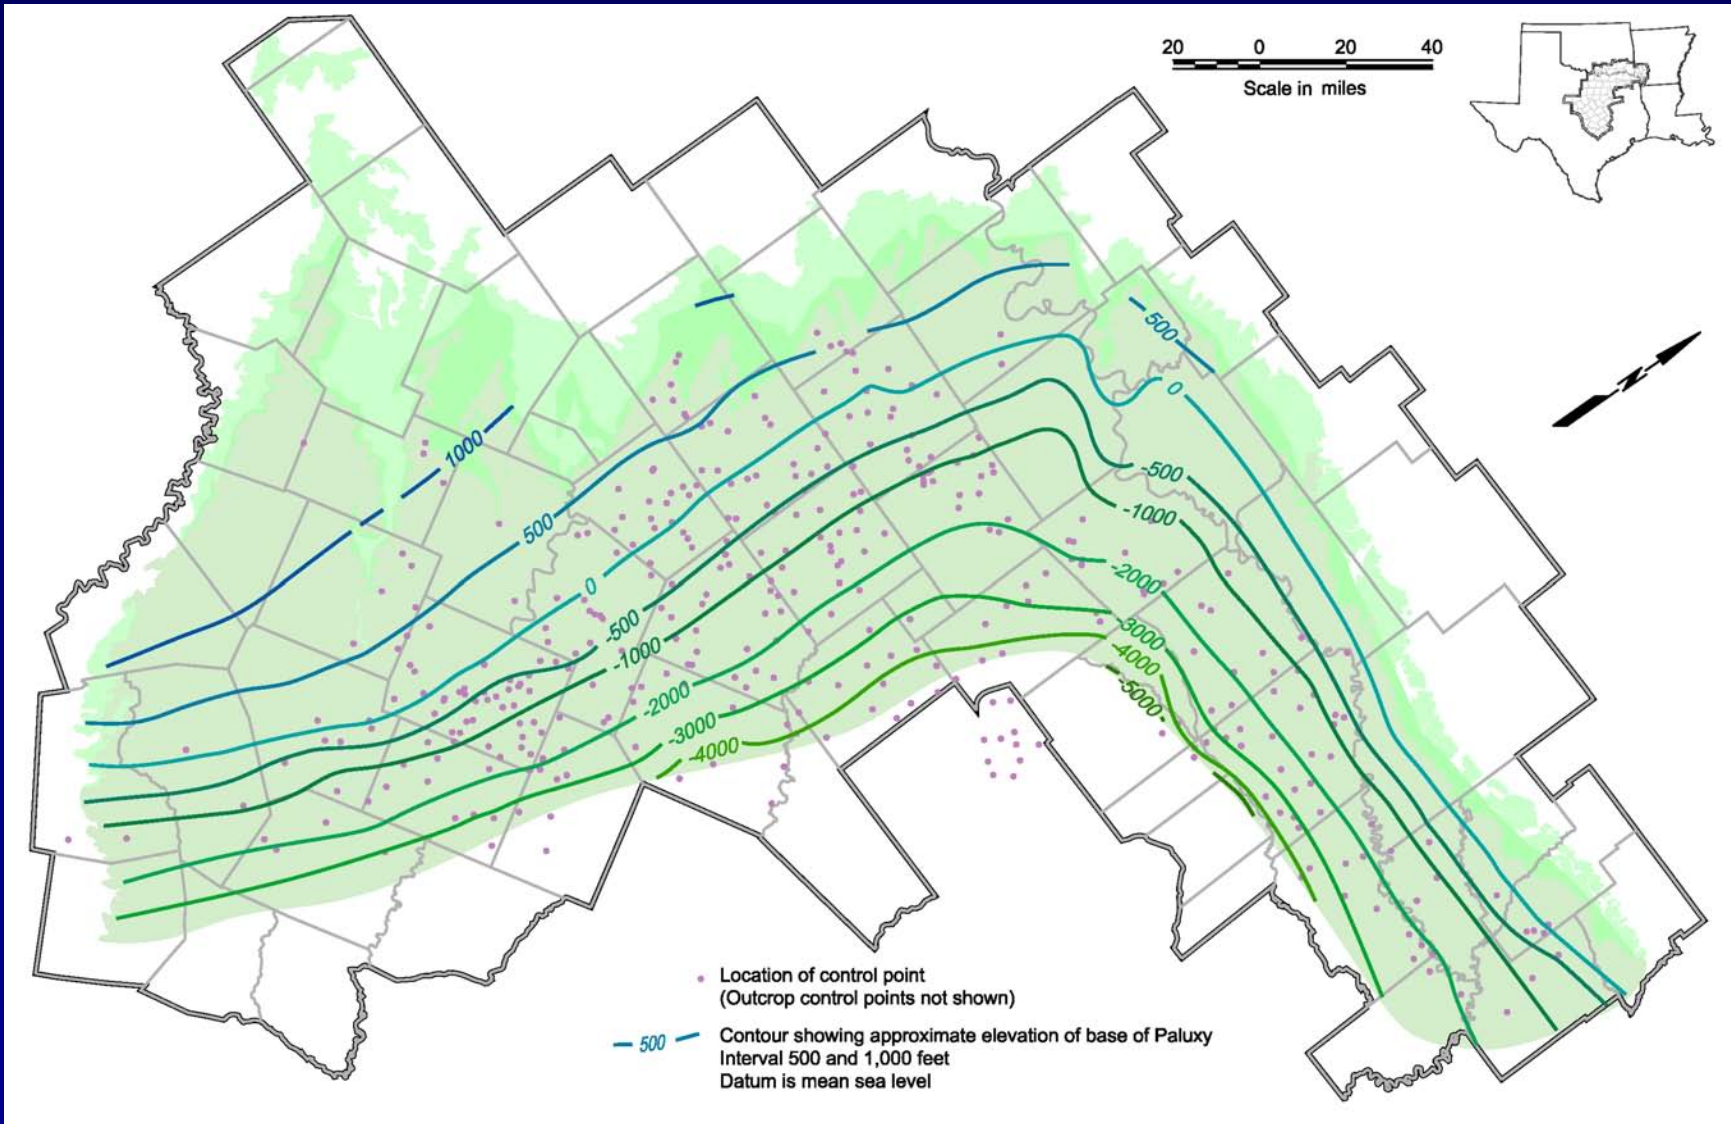 20 0 20 40
Scale in miles
N
500
0
1000
-500
-1000
500
-2000
0
-500
-3000
-1000
-4000
-5000
-2000
-3000
-4000
Location of control point
(Outcrop control points not shown)
500
Contour showing approximate elevation of base of Paluxy
Interval 500 and 1,000 feet
Datum is mean sea level